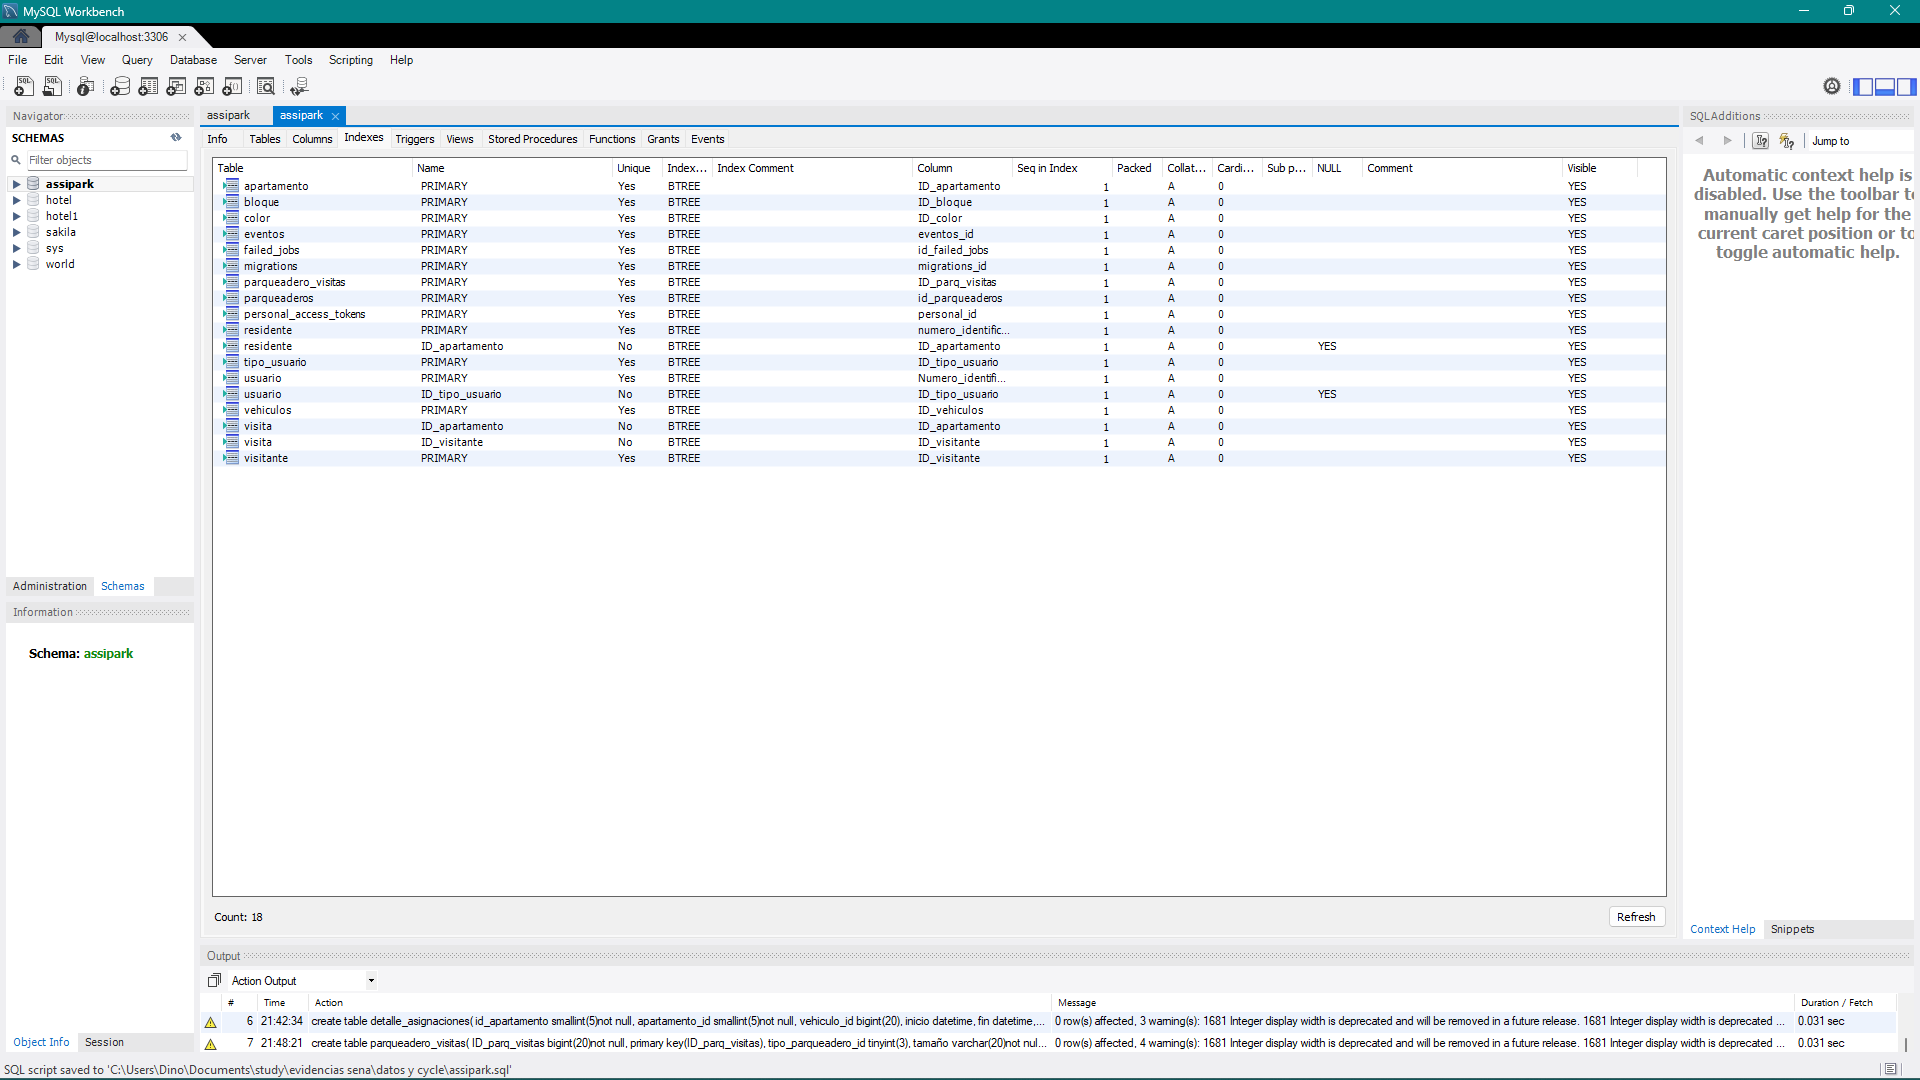 MySQL Workbench
Mysql@localhost:3306
File Edit View Query Database Server Tools Scripting Help
Navigator
SCHEMAS
Filter objects
assipark
hotel
hotel1
sakila
sys
world
Administration Schemas
Information
Schema: assipark
Object Info Session
assipark assipark
Info Tables Columns Indexes Triggers Views Stored Procedures Functions Grants Events
Table Name Unique Index... Index Comment Column Seq in Index Packed Collat... Cardi... Sub p... NULL Comment Visible
apartamento PRIMARY Yes BTREE ID_apartamento 1 A 0 YES
bloque PRIMARY Yes BTREE ID_bloque 1 A 0 YES
color PRIMARY Yes BTREE ID_color 1 A 0 YES
eventos PRIMARY Yes BTREE eventos_id 1 A 0 YES
failed_jobs PRIMARY Yes BTREE id_failed_jobs 1 A 0 YES
migrations PRIMARY Yes BTREE migrations_id 1 A 0 YES
parqueadero_visitas PRIMARY Yes BTREE ID_parq_visitas 1 A 0 YES
parqueaderos PRIMARY Yes BTREE id_parqueaderos 1 A 0 YES
personal_access_tokens PRIMARY Yes BTREE personal_id 1 A 0 YES
residente PRIMARY Yes BTREE numero_identific... 1 A 0 YES
residente ID_apartamento No BTREE ID_apartamento 1 A 0 YES YES
tipo_usuario PRIMARY Yes BTREE ID_tipo_usuario 1 A 0 YES
usuario PRIMARY Yes BTREE Numero_identifi... 1 A 0 YES
usuario ID_tipo_usuario No BTREE ID_tipo_usuario 1 A 0 YES YES
vehiculos PRIMARY Yes BTREE ID_vehiculos 1 A 0 YES
visita ID_apartamento No BTREE ID_apartamento 1 A 0 YES
visita ID_visitante No BTREE ID_visitante 1 A 0 YES
visitante PRIMARY Yes BTREE ID_visitante 1 A 0 YES
Count: 18
Refresh
SQLAdditions
Jump to
Automatic context help is
disabled. Use the toolbar to
manually get help for the
current caret position or to
toggle automatic help.
Context Help Snippets
Output
Action Output
# Time Action Message Duration / Fetch
6 21:42:34 create table detalle_asignaciones( id_apartamento smallint(5)not null, apartamento_id smallint(5)not null, vehiculo_id bigint(20), inicio datetime, fin datetime,... 0 row(s) affected, 3 warning(s): 1681 Integer display width is deprecated and will be removed in a future release. 1681 Integer display width is deprecated ... 0.031 sec
7 21:48:21 create table parqueadero_visitas( ID_parq_visitas bigint(20)not null, primary key(ID_parq_visitas), tipo_parqueadero_id tinyint(3), tamaño varchar(20)not nul... 0 row(s) affected, 4 warning(s): 1681 Integer display width is deprecated and will be removed in a future release. 1681 Integer display width is deprecated ... 0.031 sec
SQL script saved to 'C:\Users\Dino\Documents\study\evidencias sena\datos y cycle\assipark.sql'